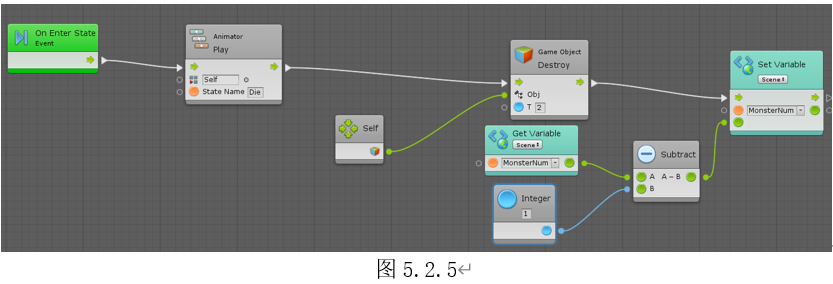 On Enter State
Event
Animator
Play
Self
State Name Die
Self
Game Object
Destroy
Obj
T 2
Get Variable
Scene
MonsterNum
Integer
1
Subtract
A A − B
B
Set Variable
Scene
MonsterNum
图 5.2.5↵